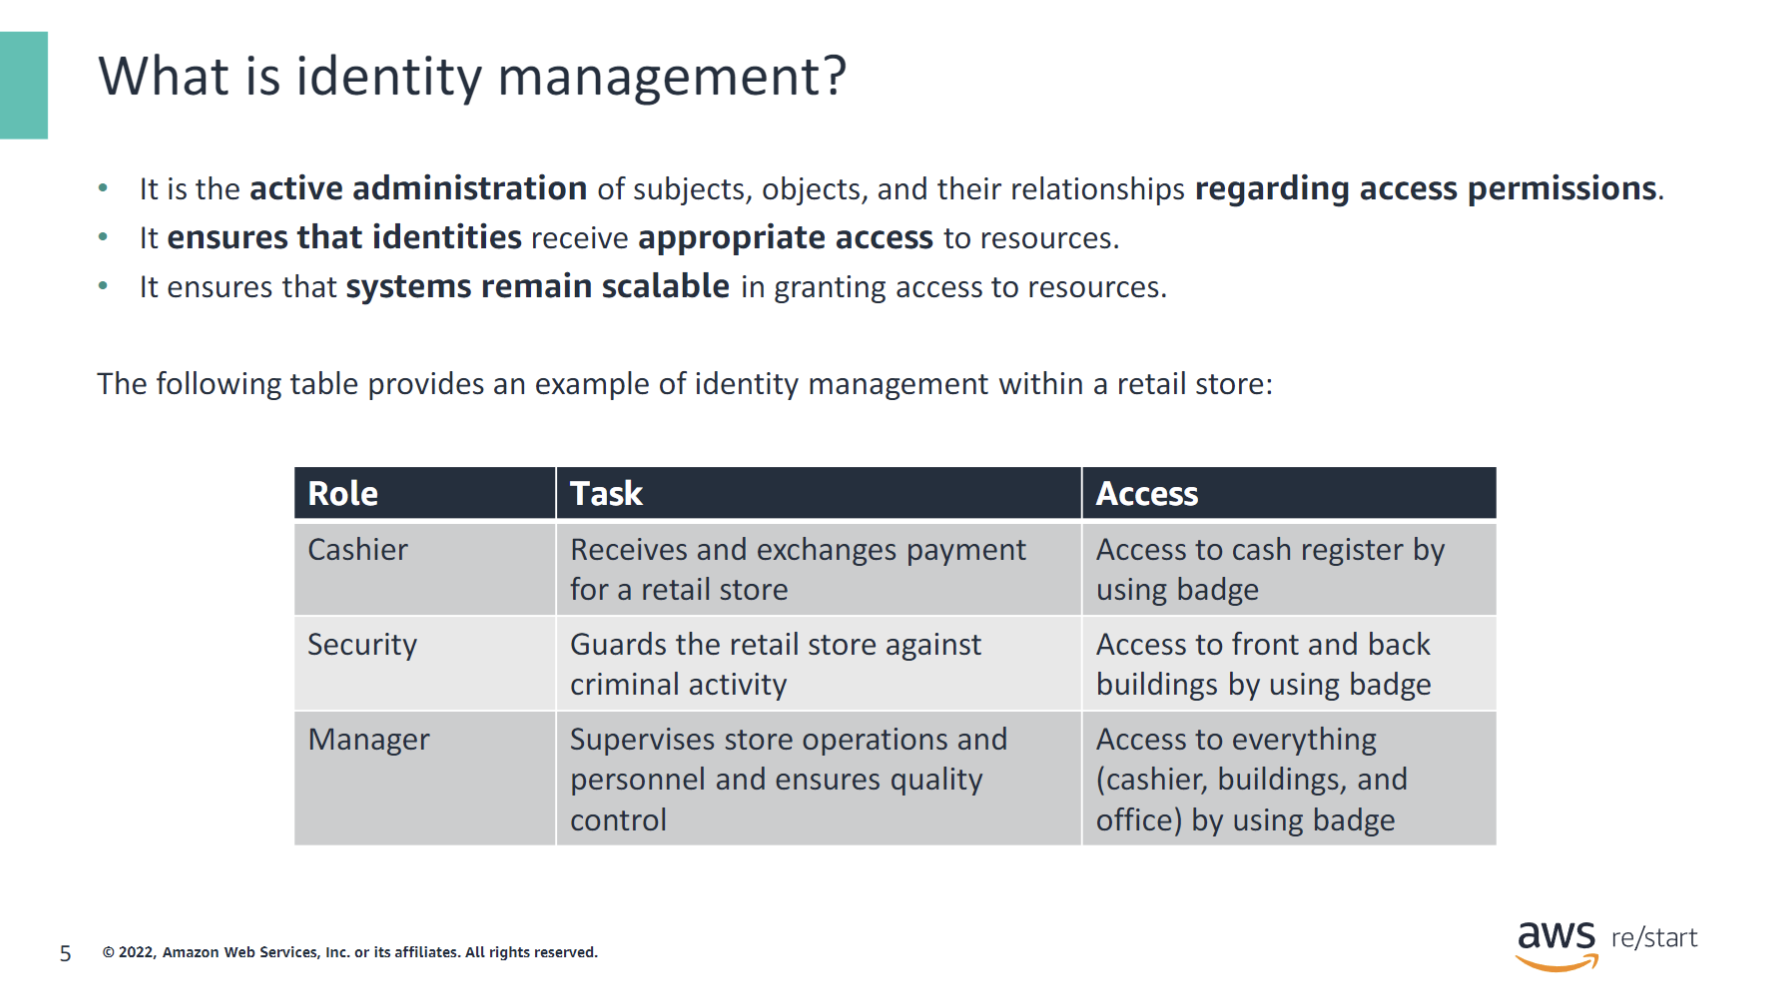 What is identity management?
• It is the active administration of subjects, objects, and their relationships regarding access permissions.
• It ensures that identities receive appropriate access to resources.
• It ensures that systems remain scalable in granting access to resources.
The following table provides an example of identity management within a retail store:
Role Task Access
Cashier Receives and exchanges payment Access to cash register by
for a retail store using badge
Security Guards the retail store against Access to front and back
criminal activity buildings by using badge
Manager Supervises store operations and Access to everything
personnel and ensures quality (cashier, buildings, and
control office) by using badge
5 © 2022, Amazon Web Services, Inc. or its affiliates. All rights reserved.
aws re/start